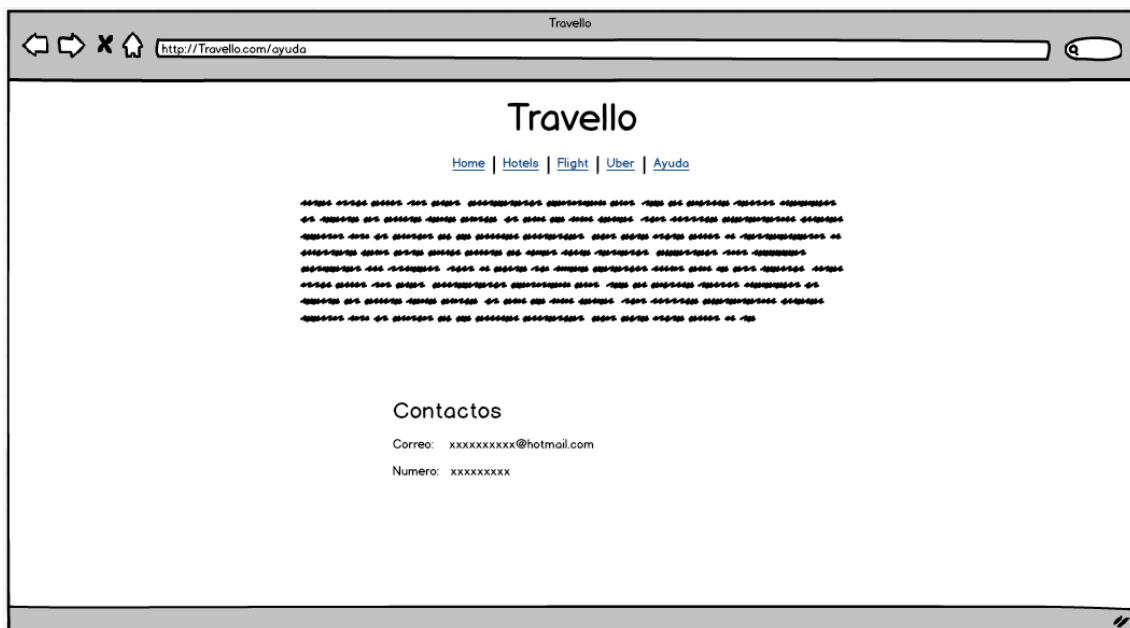 Travello
http://Travello.com/ayuda
Travello
Home | Hotels | Flight | Uber | Ayuda
Contactos
Correo: xxxxxxxxxx@hotmail.com
Numero: xxxxxxxxx